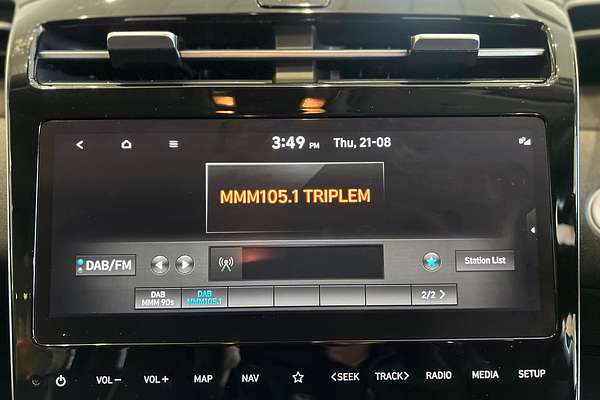 3:49 PM Thu, 21-08
MMM105.1 TRIPLEM
DAB/FM
Station List
DAB
MMM 90s
DAB
MMM105.1
2/2 >
VOL− VOL+ MAP NAV <SEEK TRACK> RADIO MEDIA SETUP